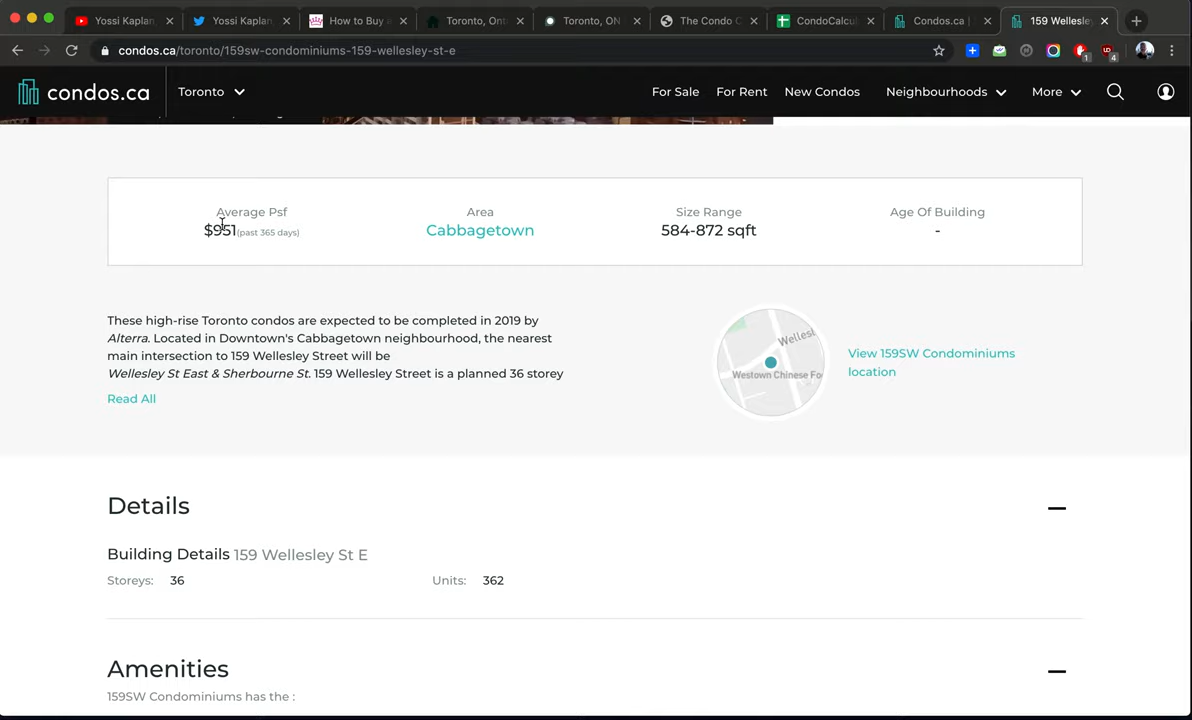 Yossi Kaplan
Yossi Kaplan
How to Buy
Toronto, Ont
Toronto, ON
The Condo C
CondoCalcu
Condos.ca |
159 Wellesle
condos.ca/toronto/159sw-condominiums-159-wellesley-st-e
1
4
condos.ca
Toronto
For Sale
For Rent
New Condos
Neighbourhoods
More
Average Psf
$951(past 365 days)
Area
Cabbagetown
Size Range
584-872 sqft
Age Of Building
-
These high-rise Toronto condos are expected to be completed in 2019 by
Alterra. Located in Downtown's Cabbagetown neighbourhood, the nearest
main intersection to 159 Wellesley Street will be
Wellesley St East & Sherbourne St. 159 Wellesley Street is a planned 36 storey
Read All
Wellesl
Westown Chinese Fo
View 159SW Condominiums
location
Details
Building Details 159 Wellesley St E
Storeys: 36
Units: 362
Amenities
159SW Condominiums has the :